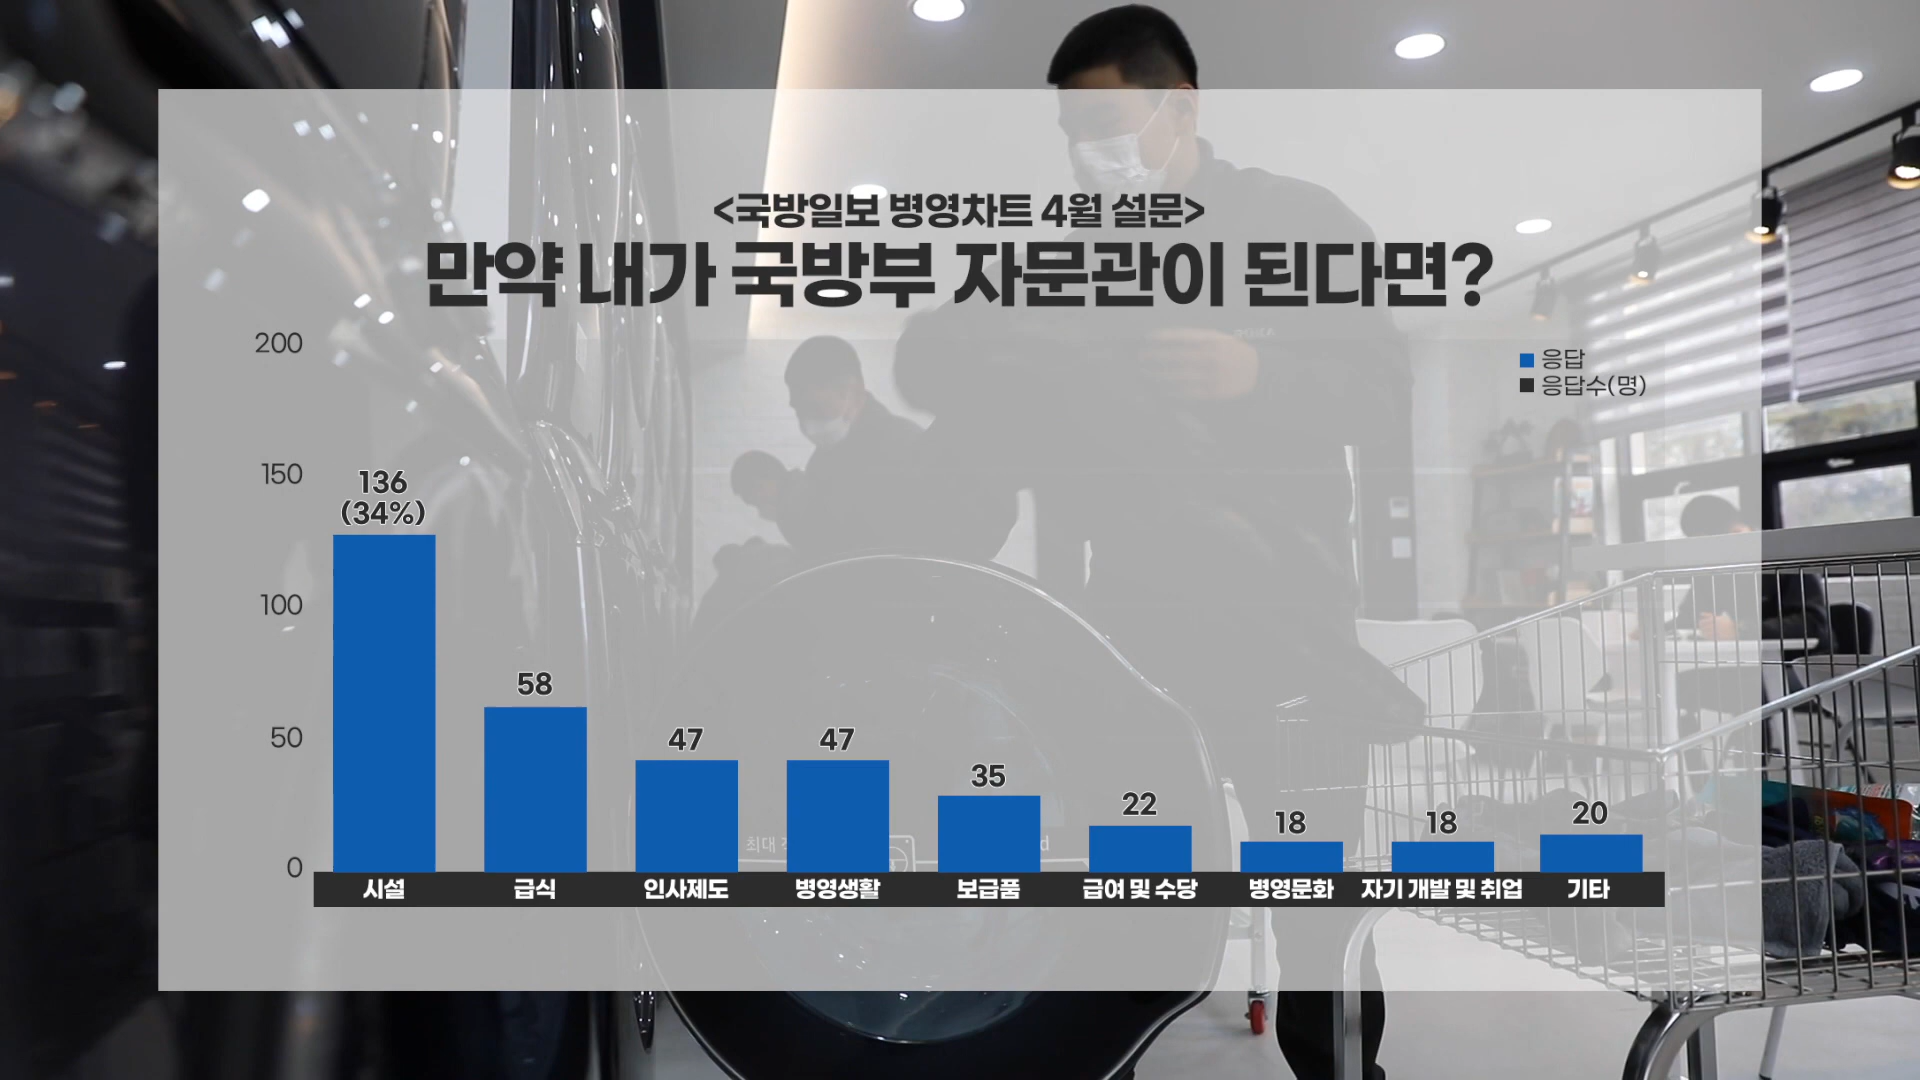 <국방일보 병영차트 4월 설문>
만약 내가 국방부 자문관이 된다면?
응답
응답수(명)
200
150
100
50
0
136
(34%)
58
47
47
35
22
18
18
20
시설
급식
인사제도
병영생활
보급품
급여 및 수당
병영문화
자기 개발 및 취업
기타
최대